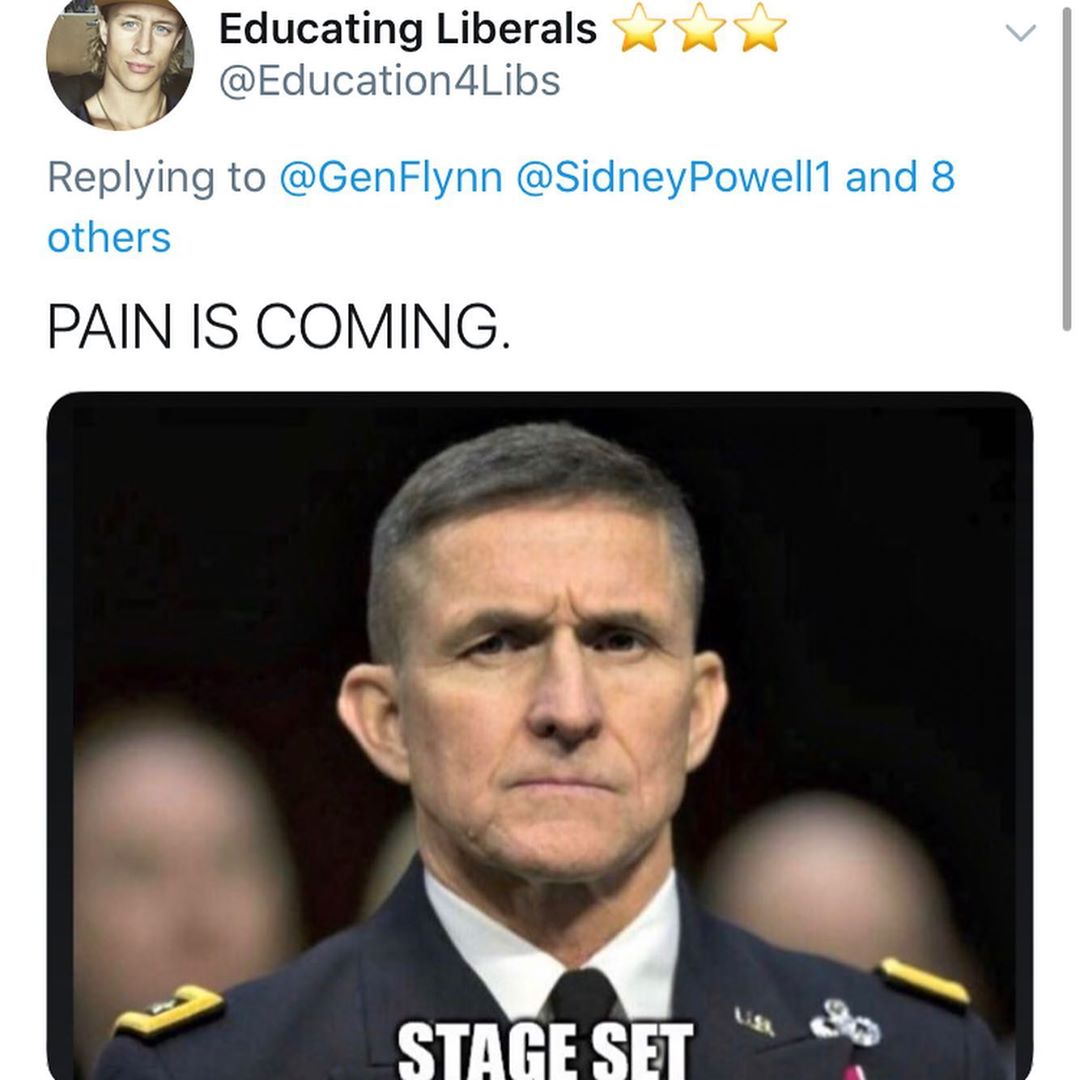 Educating Liberals ⭐⭐⭐
@Education4Libs
Replying to @GenFlynn @SidneyPowell1 and 8
others
PAIN IS COMING.
U.S.
STAGE SET